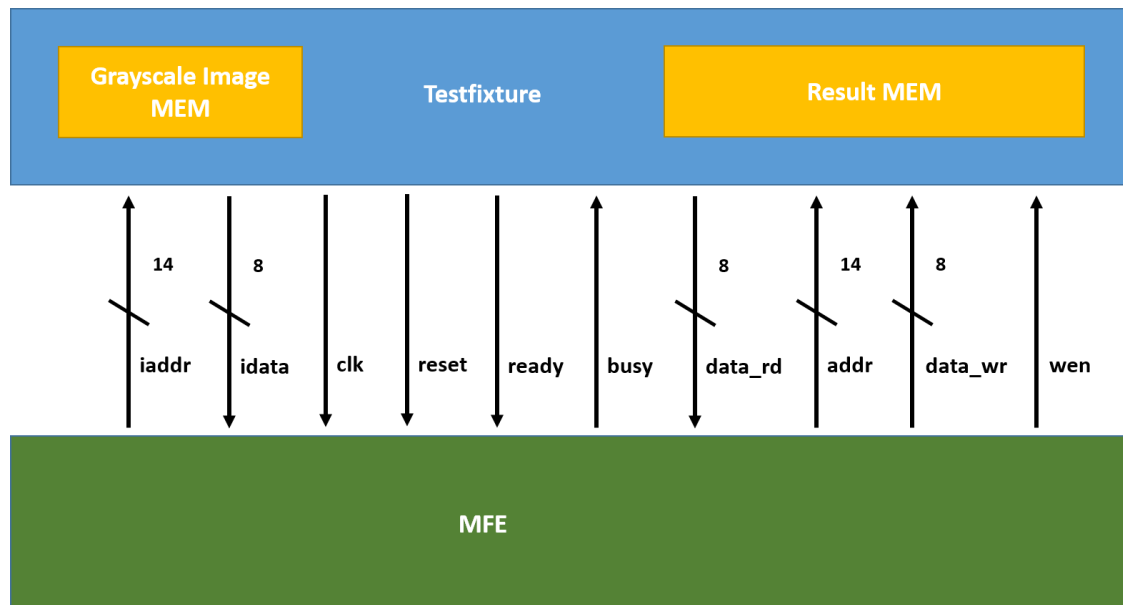 Grayscale Image
MEM
Testfixture
Result MEM
14
8
8
14
8
iaddr
idata
clk
reset
ready
busy
data_rd
addr
data_wr
wen
MFE